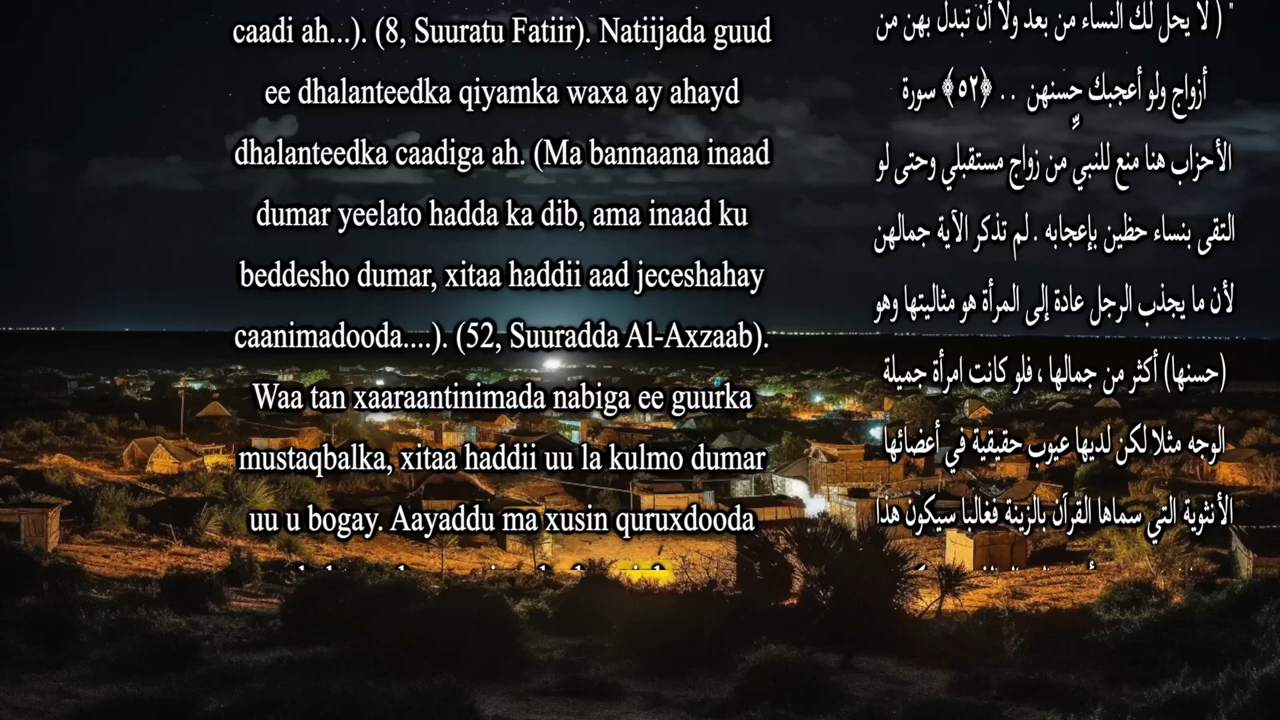 caadi ah...). (8, Suuratu Fatiir). Natiijada guud
ee dhalanteedka qiyamka waxa ay ahayd
dhalanteedka caadiga ah. (Ma bannaana inaad
dumar yeelato hadda ka dib, ama inaad ku
beddesho dumar, xitaa haddii aad jeceshahay
caanimadooda....). (52, Suuradda Al-Axzaab).
Waa tan xaaraantinimada nabiga ee guurka
mustaqbalka, xitaa haddii uu la kulmo dumar
uu u bogay. Aayaddu ma xusin quruxdooda
" ( لا يحل لك النساء من بعد ولا أن تبدل بهن من
أزواج ولو أعجبك حسنهن . . ﴿٥٢﴾ سورة
الأحزاب هنا منع للنبي من زواج مستقبلي وحتى لو
التقى بنساء حظين بإعجابه . لم تذكر الآية جمالهن
لأن ما يجذب الرجل عادة إلى المرأة هو مثاليتها وهو
(حسنها) أكثر من جمالها ، فلو كانت امرأة جميلة
الوجه مثلا لكن لديها عيوب حقيقية في أعضائها
الأنثوية التي سماها القرآن بالزينة فغالبا سيكون هذا